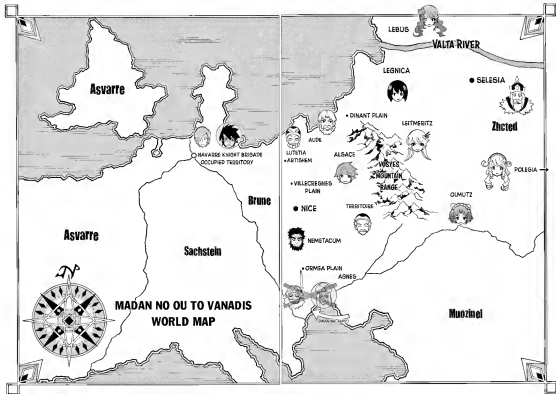 LEBUS
VALTA RIVER
LEGNICA
Asvarre
• SELESIA
• DINANT PLAIN
LEITMERITZ
Zhcted
AUDE
LUTETIA
• ARTISHEM
NAVARRE KNIGHT BRIGADE
OCCUPIED TERRITORY
ALSACE
VOSYES
MOUNTAIN
RANGE
POLESIA →
• VILLECRESNES
PLAIN
OLMUTZ
Brune
• NICE
TERRITOIRE
Asvarre
Sachstein
NEMETACUM
• ORMEA PLAIN
AGNES
N
MADAN NO OU TO VANADIS
WORLD MAP
Muozinel